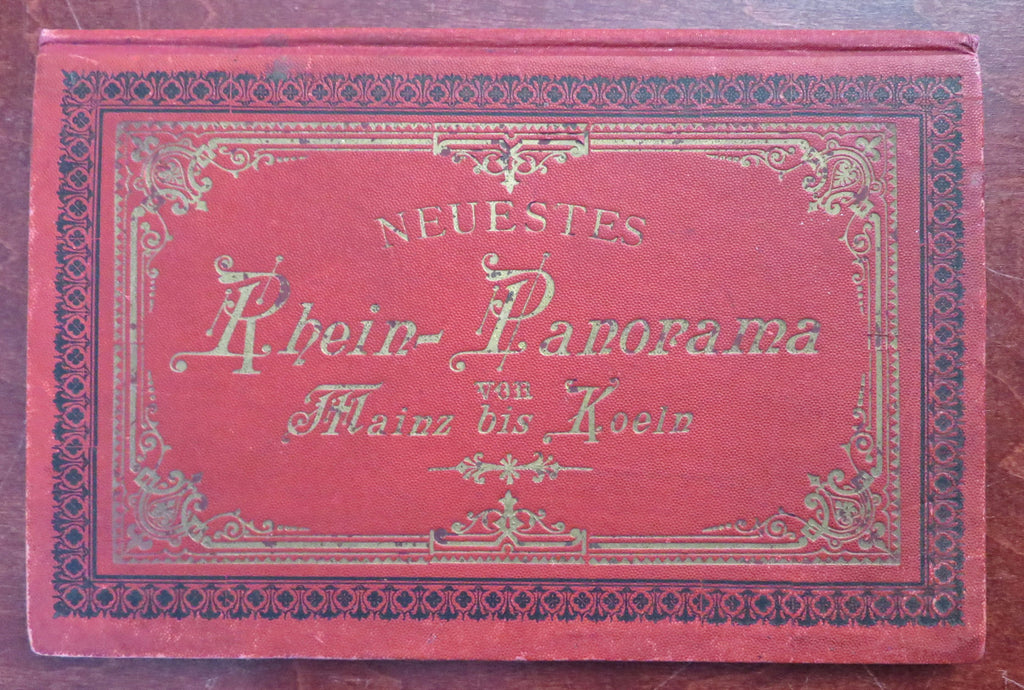 NEUESTES
Rhein-Panorama
von
Mainz bis Koeln